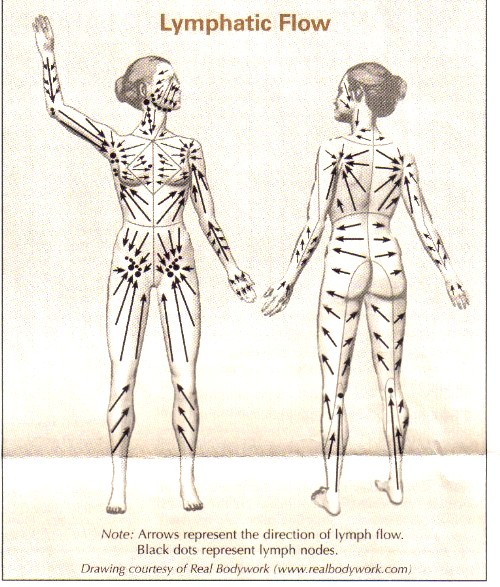 Lymphatic Flow
Note: Arrows represent the direction of lymph flow.
Black dots represent lymph nodes.
Drawing courtesy of Real Bodywork (www.realbodywork.com)